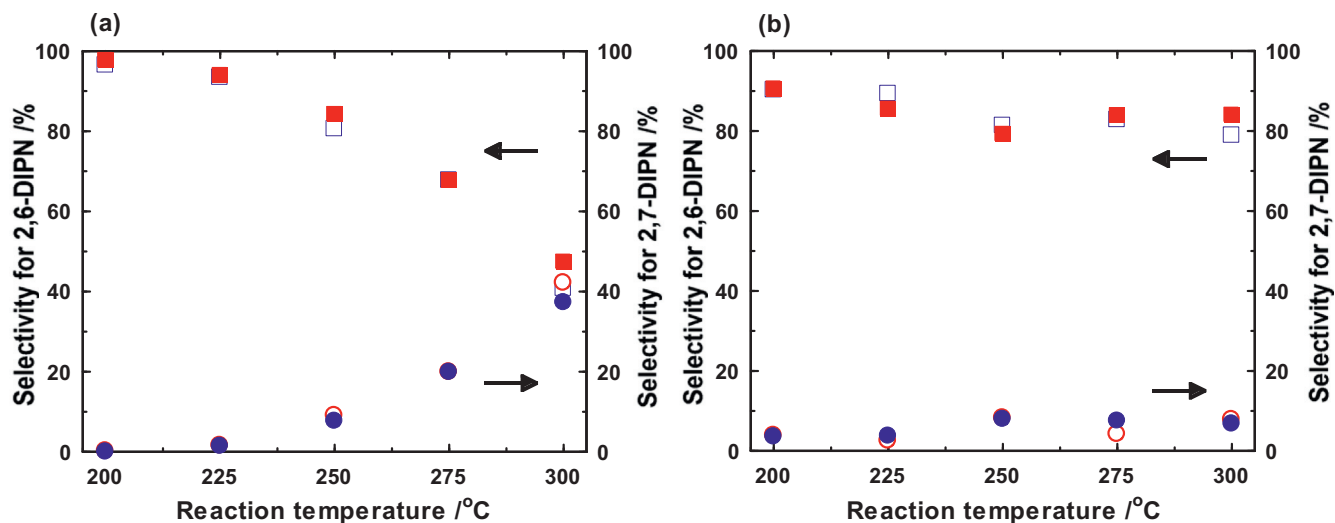 (a)
100
80
60
40
20
0
Selectivity for 2,6-DIPN /%
200 225 250 275 300
Reaction temperature /°C
100
80
60
40
20
0
Selectivity for 2,7-DIPN /%
(b)
100
80
60
40
20
0
Selectivity for 2,6-DIPN /%
200 225 250 275 300
Reaction temperature /°C
100
80
60
40
20
0
Selectivity for 2,7-DIPN /%